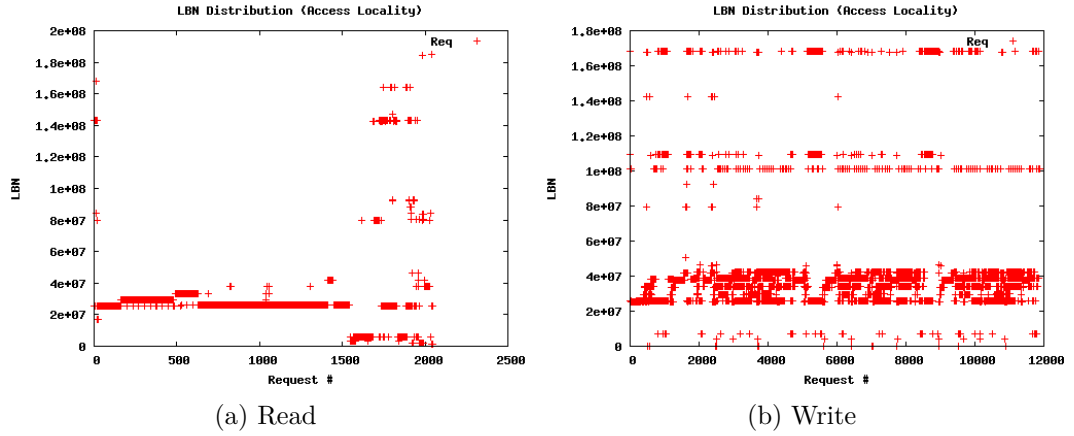 LBN Distribution (Access Locality)
2e+08
1.8e+08
1.6e+08
1.4e+08
1.2e+08
1e+08
8e+07
6e+07
4e+07
2e+07
0
LBN
Req
0 500 1000 1500 2000 2500
Request #
(a) Read
LBN Distribution (Access Locality)
1.8e+08
1.6e+08
1.4e+08
1.2e+08
1e+08
8e+07
6e+07
4e+07
2e+07
0
LBN
Req
0 2000 4000 6000 8000 10000 12000
Request #
(b) Write